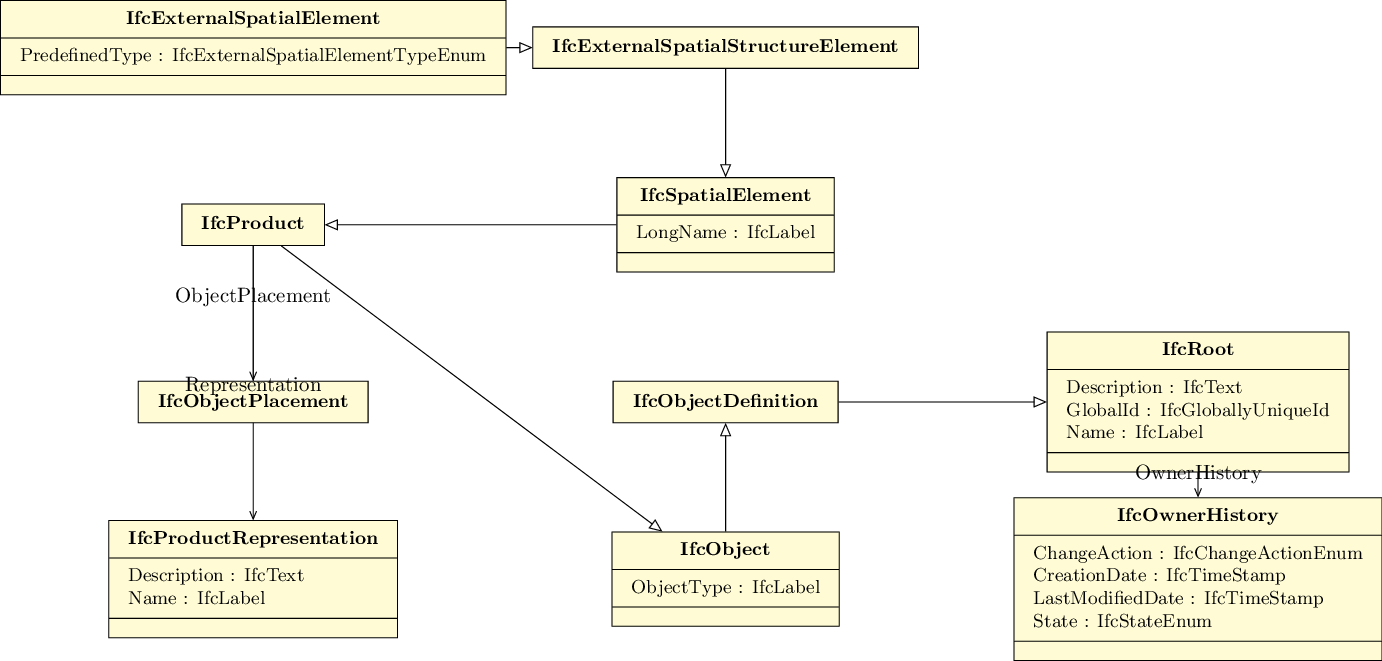 IfcExternalSpatialElement
PredefinedType : IfcExternalSpatialElementTypeEnum
IfcExternalSpatialStructureElement
IfcSpatialElement
LongName : IfcLabel
IfcProduct
ObjectPlacement
Representation
IfcObjectPlacement
IfcObjectDefinition
IfcRoot
Description : IfcText
GlobalId : IfcGloballyUniqueId
Name : IfcLabel
OwnerHistory
IfcProductRepresentation
Description : IfcText
Name : IfcLabel
IfcObject
ObjectType : IfcLabel
IfcOwnerHistory
ChangeAction : IfcChangeActionEnum
CreationDate : IfcTimeStamp
LastModifiedDate : IfcTimeStamp
State : IfcStateEnum